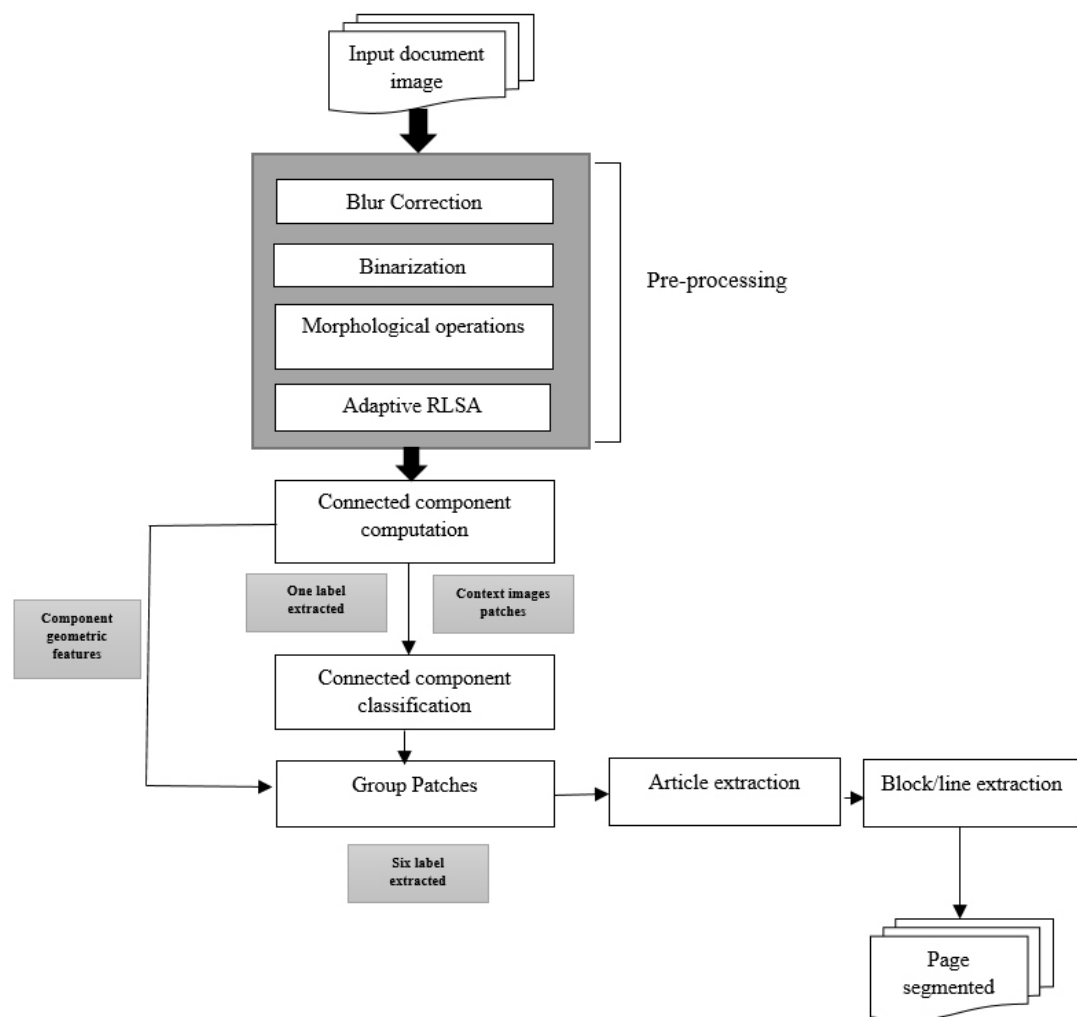 Input document
image
Blur Correction
Binarization
Pre-processing
Morphological operations
Adaptive RLSA
Connected component
computation
One label
extracted
Context images
patches
Component
geometric
features
Connected component
classification
Group Patches
Article extraction
Block/line extraction
Six label
extracted
Page
segmented